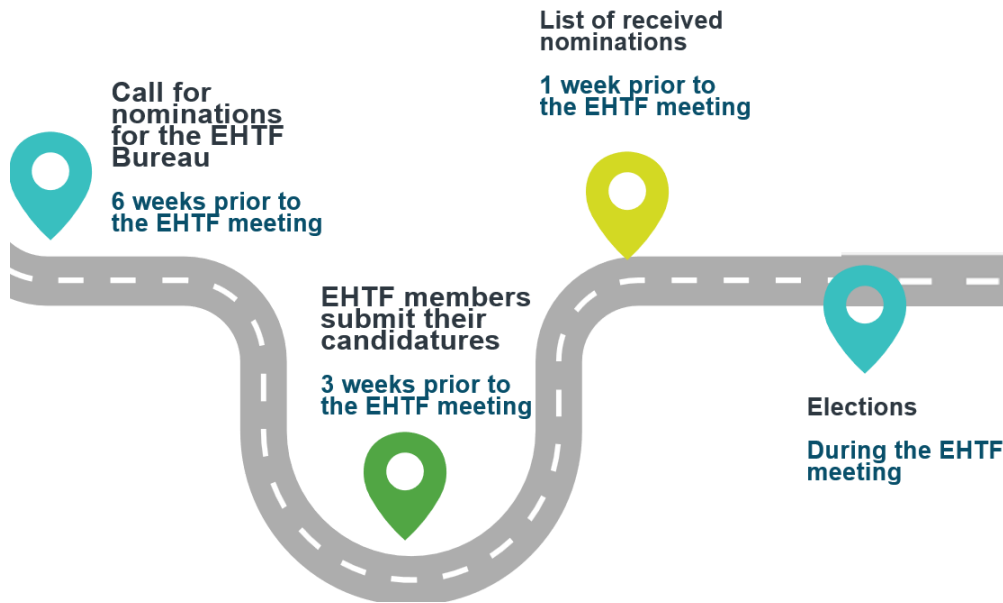 Call for
nominations
for the EHTF
Bureau
6 weeks prior to
the EHTF meeting
EHTF members
submit their
candidatures
3 weeks prior to
the EHTF meeting
List of received
nominations
1 week prior to
the EHTF meeting
Elections
During the EHTF
meeting